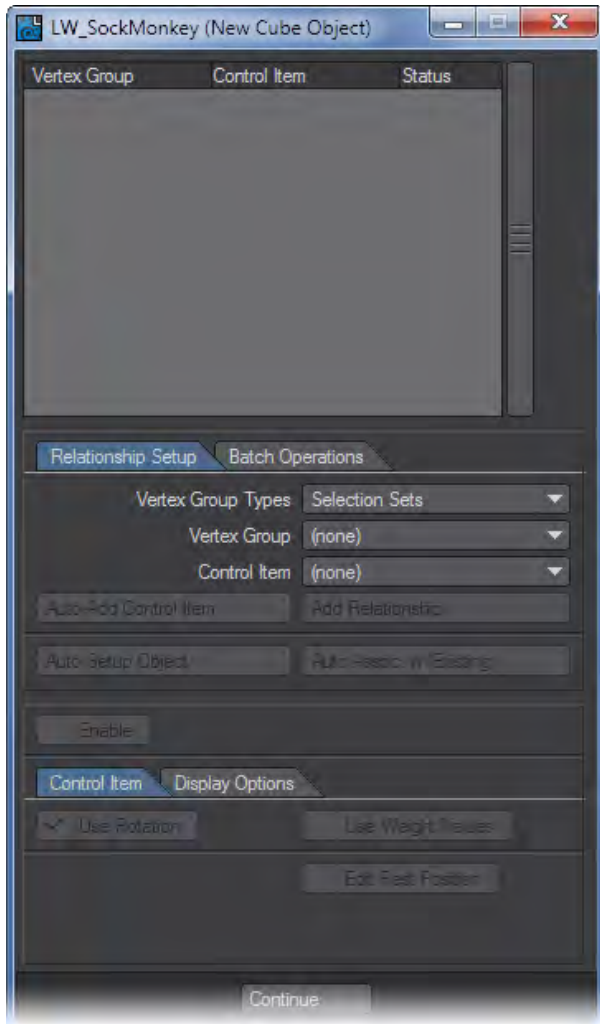 LW_SockMonkey (New Cube Object)
Vertex Group Control Item Status
Relationship Setup Batch Operations
Vertex Group Types Selection Sets
Vertex Group (none)
Control Item (none)
Auto-Add Control Item Add Relationship
Auto Setup Object
Enable
Control Item Display Options
Use Rotation Use Weight Values
Edit Rest Position
Continue